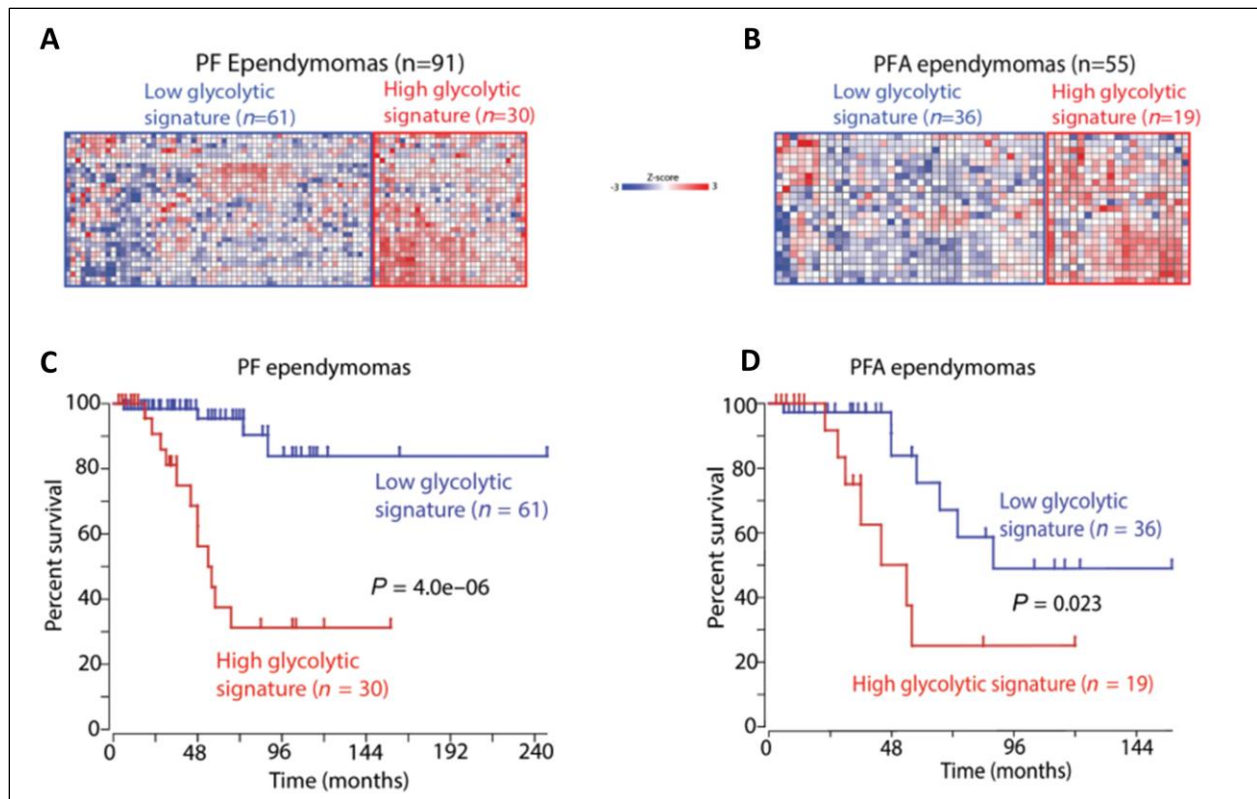 A
PF Ependymomas (n=91)
Low glycolytic
signature (n=61)
High glycolytic
signature (n=30)
B
PFA ependymomas (n=55)
Low glycolytic
signature (n=36)
High glycolytic
signature (n=19)
Z-score
-3
3
C
PF ependymomas
Percent survival
100
80
60
40
20
0
Low glycolytic
signature (n = 61)
P = 4.0e–06
High glycolytic
signature (n = 30)
0 48 96 144 192 240
Time (months)
D
PFA ependymomas
Percent survival
100
80
60
40
20
0
Low glycolytic
signature (n = 36)
P = 0.023
High glycolytic signature (n = 19)
0 48 96 144
Time (months)